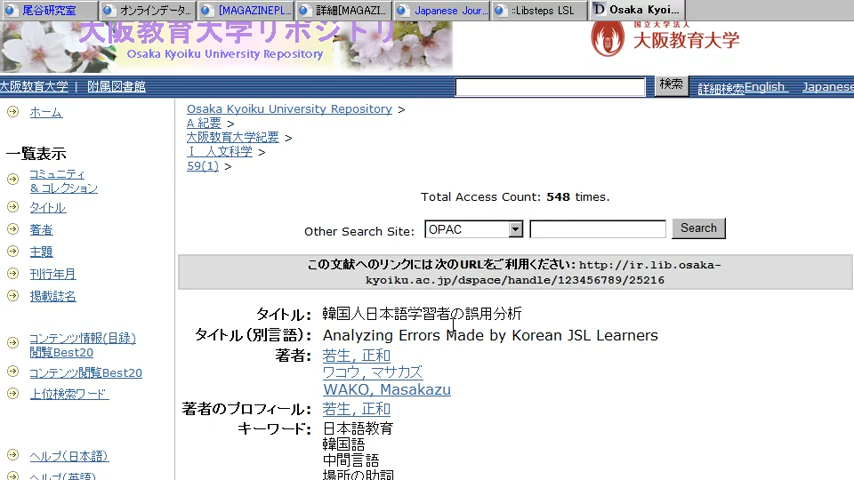 尾谷研究室
オンラインデータ..
[MAGAZINEPL...
詳細[MAGAZI...
Japanese Jour...
::Libsteps LSL
Osaka Kyoi...
大阪教育大学リポジトリ
Osaka Kyoiku University Repository
国立大学法人
大阪教育大学
大阪教育大学 | 附属図書館
検索
詳細検索 English Japanese
ホーム
一覧表示
コミュニティ
& コレクション
タイトル
著者
主題
刊行年月
掲載誌名
コンテンツ情報(目録)
閲覧Best20
コンテンツ閲覧Best20
上位検索ワード
ヘルプ(日本語)
ヘルプ(英語)
Osaka Kyoiku University Repository >
A 紀要 >
大阪教育大学紀要 >
I 人文科学 >
59(1) >
Total Access Count: 548 times.
Other Search Site: OPAC Search
この文献へのリンクには次のURLをご利用ください: http://ir.lib.osaka-
kyoiku.ac.jp/dspace/handle/123456789/25216
タイトル: 韓国人日本語学習者の誤用分析
タイトル(別言語): Analyzing Errors Made by Korean JSL Learners
著者: 若生, 正和
ワコウ, マサカズ
WAKO, Masakazu
著者のプロフィール: 若生, 正和
キーワード: 日本語教育
韓国語
中間言語
場所の助詞